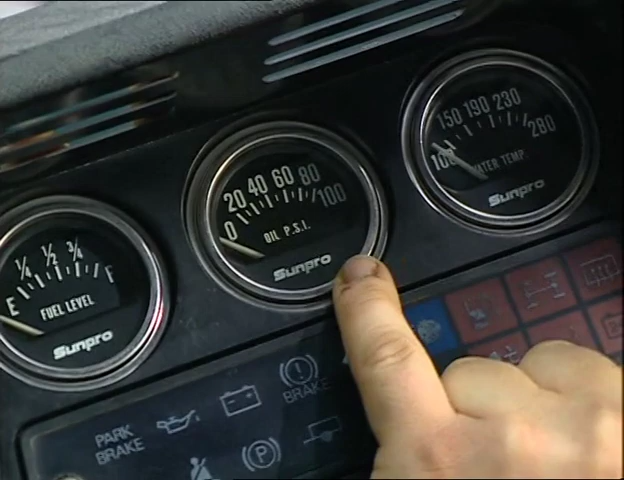 E 1/4 1/2 3/4 F
FUEL LEVEL
Sunpro
0 20 40 60 80 100
OIL P.S.I.
Sunpro
100 150 190 230 280
WATER TEMP.
Sunpro
PARK
BRAKE
BRAKE
P